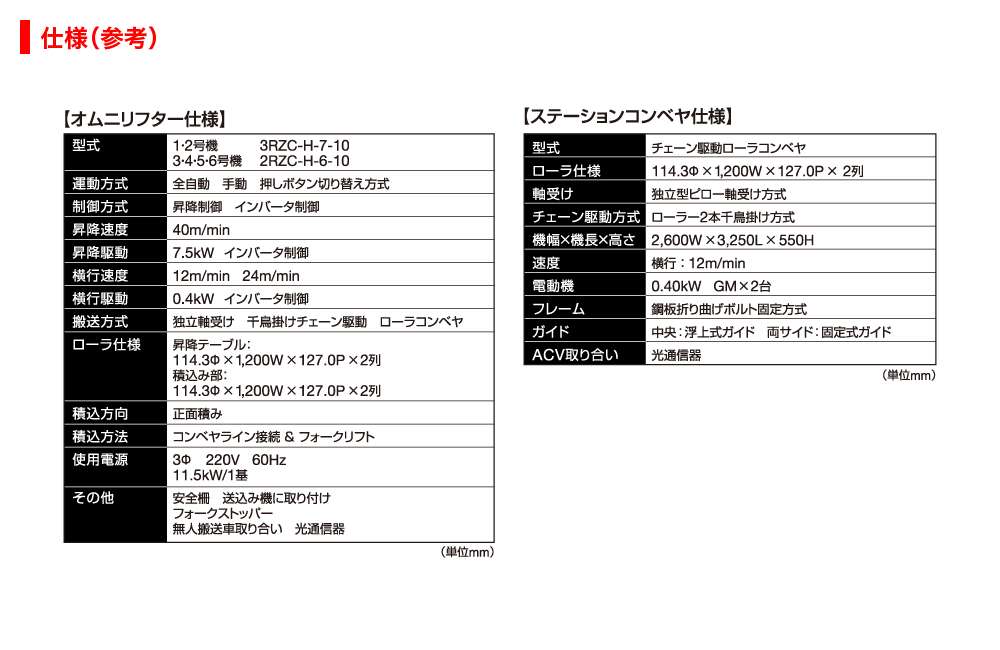 仕様(参考)
【オムニリフター仕様】
型式 1・2号機 3RZC-H-7-10
3・4・5・6号機 2RZC-H-6-10
運動方式 全自動 手動 押しボタン切り替え方式
制御方式 昇降制御 インバータ制御
昇降速度 40m/min
昇降駆動 7.5kW インバータ制御
横行速度 12m/min 24m/min
横行駆動 0.4kW インバータ制御
搬送方式 独立軸受け 千鳥掛けチェーン駆動 ローラコンベヤ
ローラ仕様 昇降テーブル:
114.3Φ×1,200W×127.0P×2列
積込み部:
114.3Φ×1,200W×127.0P×2列
積込方向 正面積み
積込方法 コンベヤライン接続 & フォークリフト
使用電源 3Φ 220V 60Hz
11.5kW/1基
その他 安全柵 送込み機に取り付け
フォークストッパー
無人搬送車取り合い 光通信器
(単位mm)
【ステーションコンベヤ仕様】
型式 チェーン駆動ローラコンベヤ
ローラ仕様 114.3Φ×1,200W×127.0P× 2列
軸受け 独立型ピロー軸受け方式
チェーン駆動方式 ローラー2本千鳥掛け方式
機幅×機長×高さ 2,600W×3,250L×550H
速度 横行:12m/min
電動機 0.40kW GM×2台
フレーム 鋼板折り曲げボルト固定方式
ガイド 中央:浮上式ガイド 両サイド:固定式ガイド
ACV取り合い 光通信器
(単位mm)